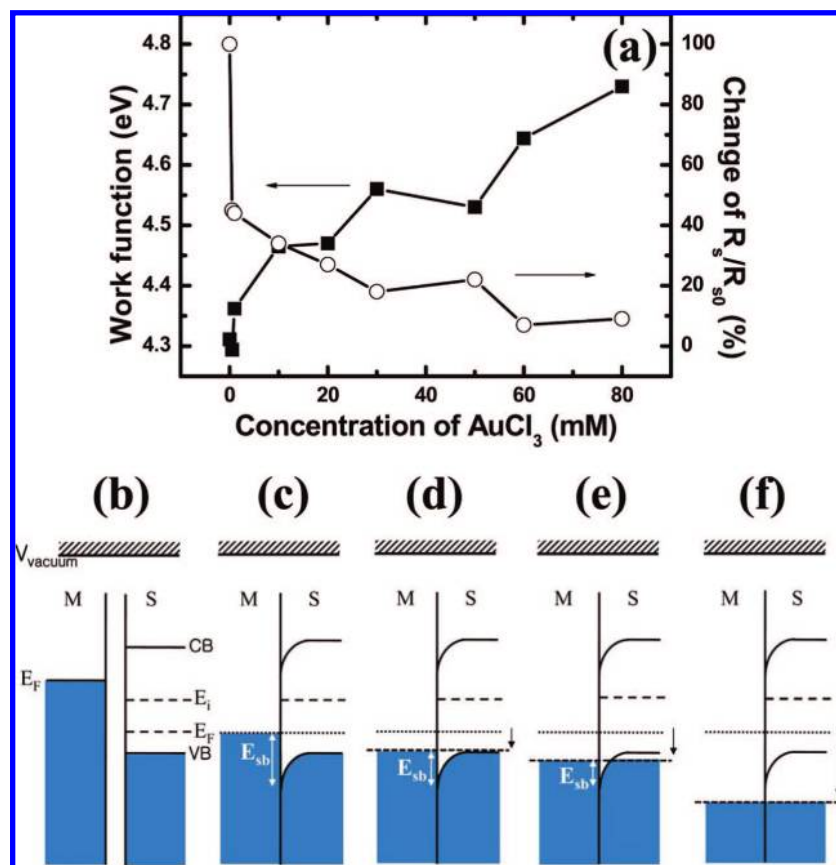 (a)
Work function (eV)
4.8
4.7
4.6
4.5
4.4
4.3
100
80
60
40
20
0
Change of Rs/Rs0 (%)
0 20 40 60 80
Concentration of AuCl3 (mM)
(b) (c) (d) (e) (f)
Vvacuum
M S M S M S M S M S
CB
EF
Ei
EF
VB
Esb
Esb
Esb